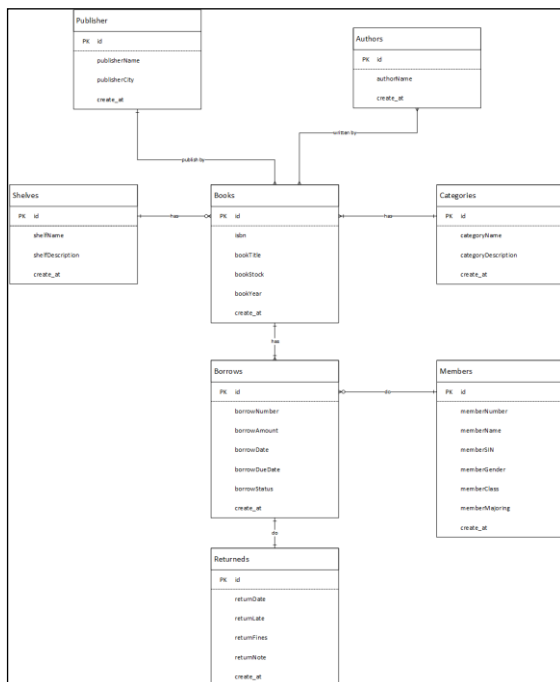 Publisher
PK id
publisherName
publisherCity
create_at
Authors
PK id
authorName
create_at
publish by
written by
Shelves
PK id
shelfName
shelfDescription
create_at
has
Books
PK id
isbn
bookTitle
bookStock
bookYear
create_at
has
Categories
PK id
categoryName
categoryDescription
create_at
has
Borrows
PK id
borrowNumber
borrowAmount
borrowDate
borrowDueDate
borrowStatus
create_at
do
Members
PK id
memberNumber
memberName
memberSIN
memberGender
memberClass
memberMajoring
create_at
do
Returneds
PK id
returnDate
returnLate
returnFines
returnNote
create_at